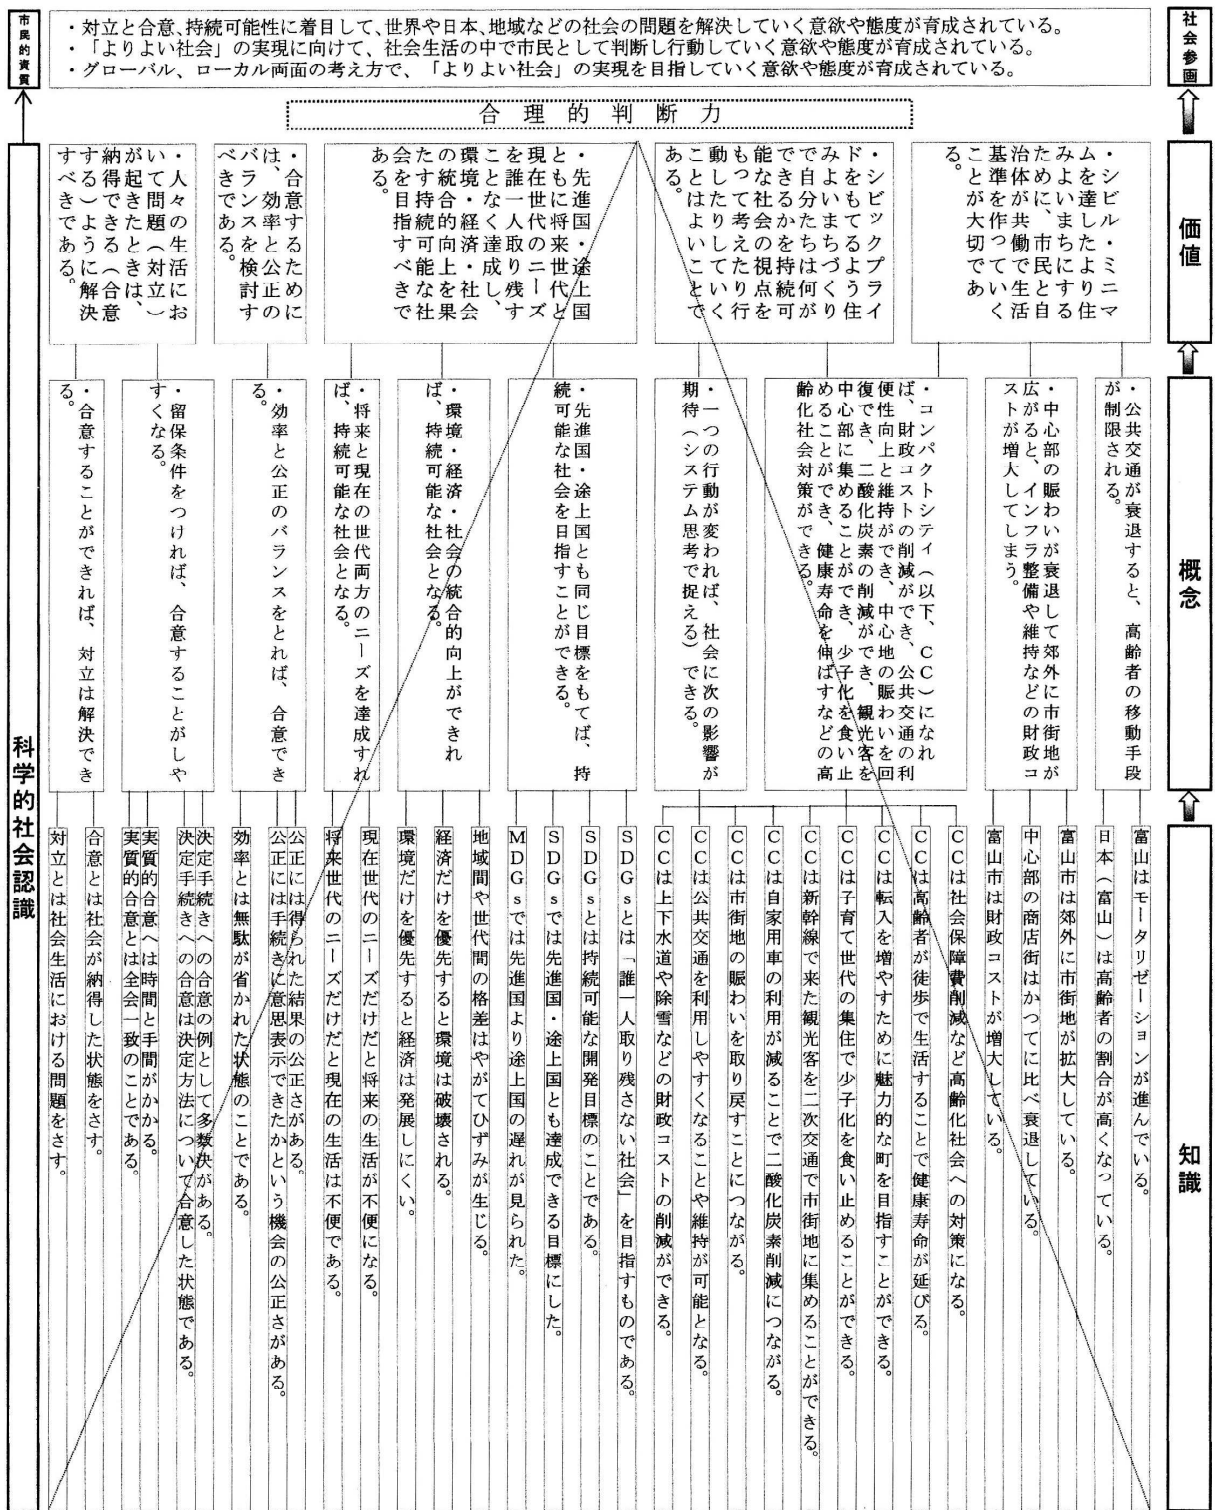 市民的資質
・対立と合意、持続可能性に着目して、世界や日本、地域などの社会の問題を解決していく意欲や態度が育成されている。
・「よりよい社会」の実現に向けて、社会生活の中で市民として判断し行動していく意欲や態度が育成されている。
・グローバル、ローカル両面の考え方で、「よりよい社会」の実現を目指していく意欲や態度が育成されている。
社会参画
合理的判断力
価値
・シビル・ミニマ
ムを達したより住
みよいまちにする
ために、市民と自
治体が共働で生活
基準を作っていく
ことが大切であ
る。
・シビックプライ
ドをもてるよう住
みよいまちづくり
で自分たちは何が
できるかを持続可
能な社会の視点を
もって考えたり行
動したりしていく
ことはよいことで
ある。
・先進国・途上国
ともに将来世代と
現在世代のニーズ
を誰一人取り残す
ことなく達成し、
環境・経済・社会
の統合的向上を果
たす持続可能な社
会を目指すべきで
ある。
・合意するために
は、効率と公正の
バランスを検討す
べきである。
・人々の生活にお
いて問題(対立)
が起きたときは、
納得できる(合意
する)ように解決
すべきである。
概念
・公共交通が衰退すると、高齢者の移動手段
が制限される。
・中心部の賑わいが衰退して郊外に市街地が
広がると、インフラ整備や維持などの財政コ
ストが増大してしまう。
・コンパクトシティ(以下、CC)になれ
ば、財政コストの削減ができ、公共交通の利
便性向上と維持ができ、中心地の賑わいを回
復でき、二酸化炭素の削減ができ、観光客を
中心部に集めることができ、少子化を食い止
めることができ、健康寿命を伸ばすなどの高
齢化社会対策ができる。
・一つの行動が変われば、社会に次の影響が
期待(システム思考で捉える)できる。
・先進国・途上国とも同じ目標をもてば、持
続可能な社会を目指すことができる。
・環境・経済・社会の統合的向上ができれ
ば、持続可能な社会となる。
・将来と現在の世代両方のニーズを達成すれ
ば、持続可能な社会となる。
・効率と公正のバランスをとれば、合意でき
る。
・留保条件をつければ、合意することがしや
すくなる。
・合意することができれば、対立は解決でき
る。
知識
富山はモータリゼーションが進んでいる。
日本(富山)は高齢者の割合が高くなっている。
富山市は郊外に市街地が拡大している。
中心部の商店街はかつてに比べ衰退している。
富山市は財政コストが増大している。
CCは社会保障費削減など高齢化社会への対策になる。
CCは高齢者が徒歩で生活することで健康寿命が延びる。
CCは転入を増やすために魅力的な町を目指すことができる。
CCは子育て世代の集住で少子化を食い止めることができる。
CCは新幹線で来た観光客を二次交通で市街地に集めることができる。
CCは自家用車の利用が減ることで二酸化炭素削減につながる。
CCは市街地の賑わいを取り戻すことにつながる。
CCは公共交通を利用しやすくなることや維持が可能となる。
CCは上下水道や除雪などの財政コストの削減ができる。
SDGsとは「誰一人取り残さない社会」を目指すものである。
SDGsとは持続可能な開発目標のことである。
SDGsでは先進国・途上国とも達成できる目標にした。
MDGsでは先進国より途上国の遅れが見られた。
地域間や世代間の格差はやがてひずみが生じる。
経済だけを優先すると環境は破壊される。
環境だけを優先すると経済は発展しにくい。
現在世代のニーズだけだと将来の生活が不便になる。
将来世代のニーズだけだと現在の生活は不便である。
公正には得られた結果の公正さがある。
公正には手続きに意思表示できたかという機会の公正さがある。
効率とは無駄が省かれた状態のことである。
決定手続きへの合意の例として多数決がある。
決定手続きへの合意は決定方法について合意した状態である。
実質的合意へは時間と手間がかかる。
実質的合意とは全会一致のことである。
合意とは社会が納得した状態をさす。
対立とは社会生活における問題をさす。
科学的社会認識